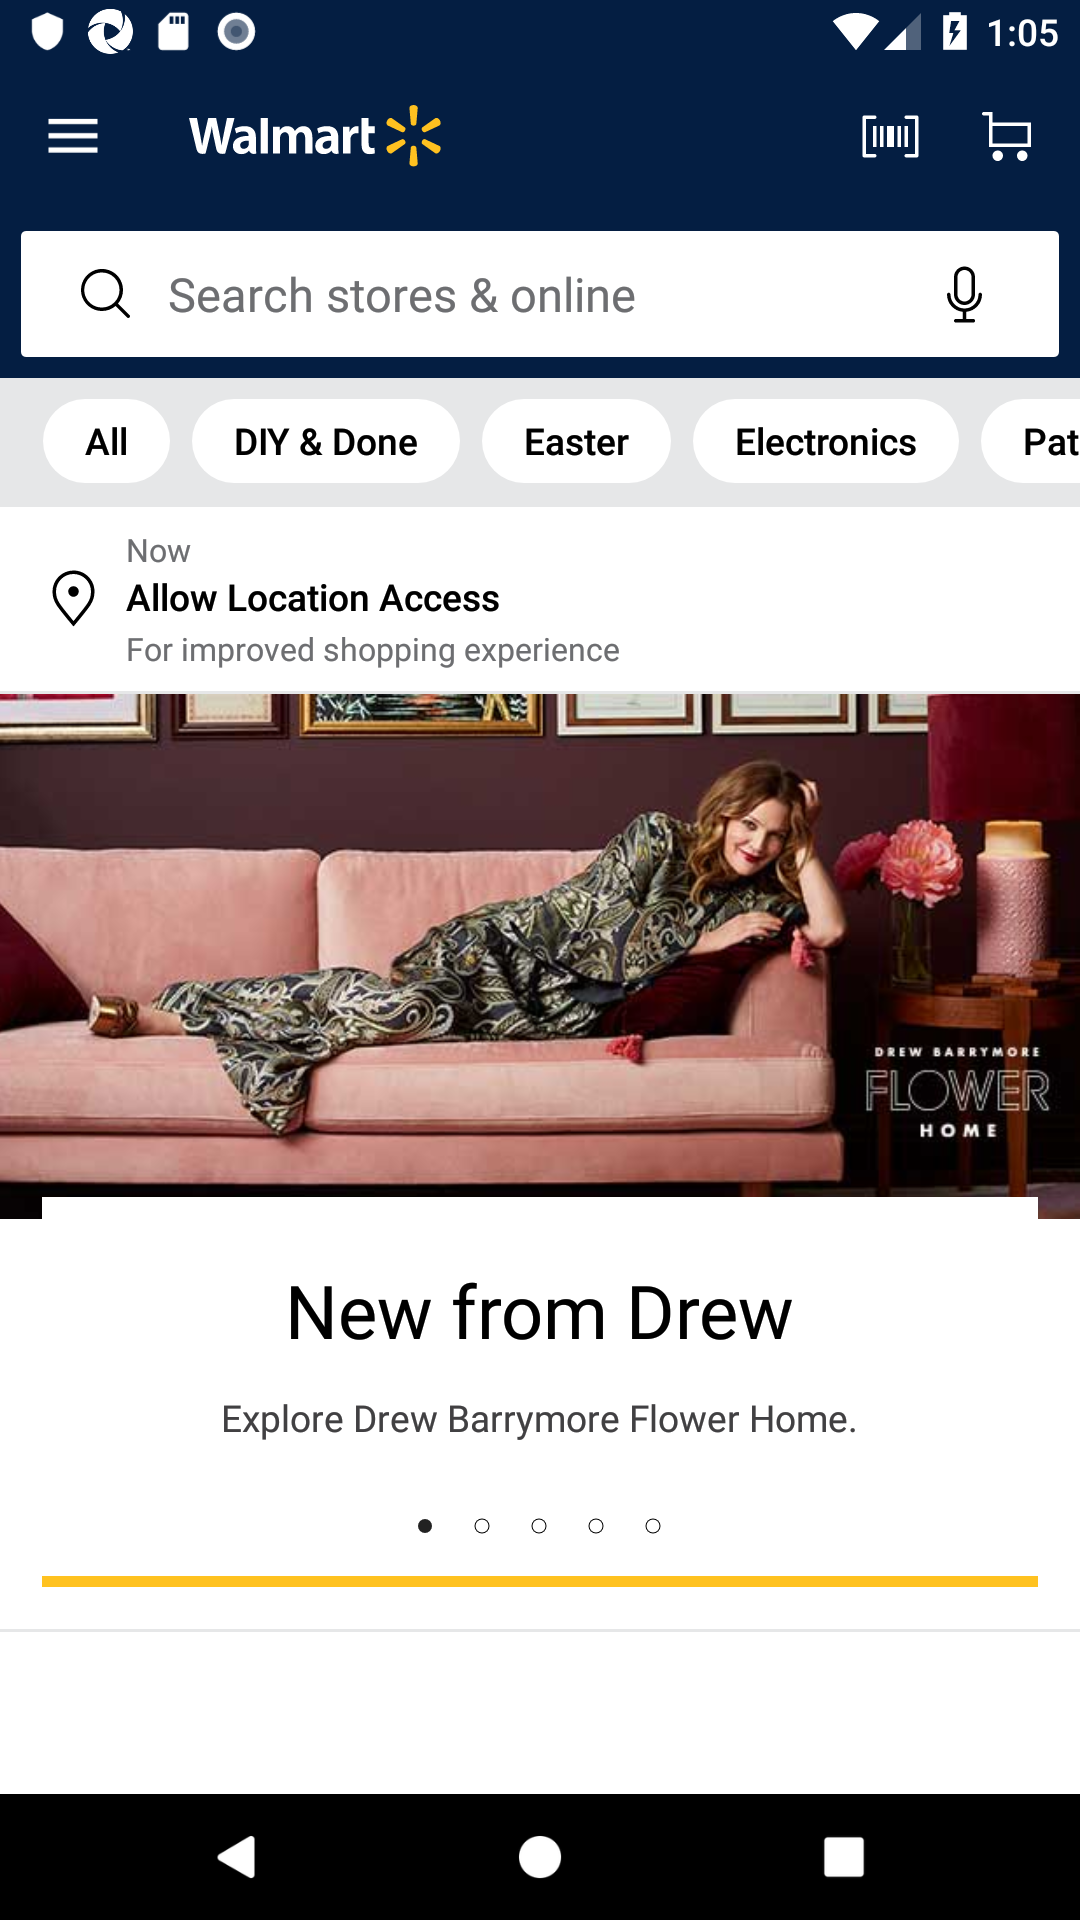 1:05
Walmart
Search stores & online
All DIY & Done Easter Electronics Pat
Now
Allow Location Access
For improved shopping experience
DREW BARRYMORE
FLOWER
HOME
New from Drew
Explore Drew Barrymore Flower Home.